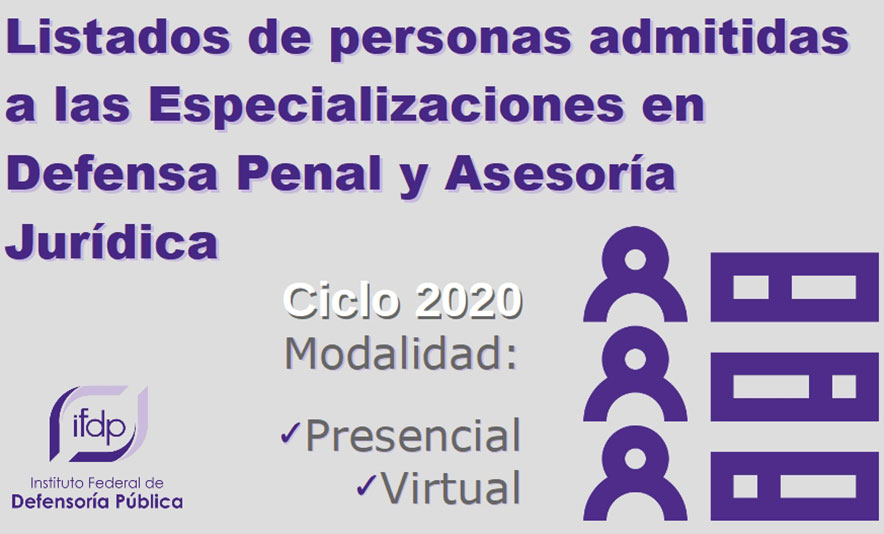 Listados de personas admitidas
a las Especializaciones en
Defensa Penal y Asesoría
Jurídica
Ciclo 2020
Modalidad:
✓Presencial
✓Virtual
ifdp
Instituto Federal de
Defensoría Pública